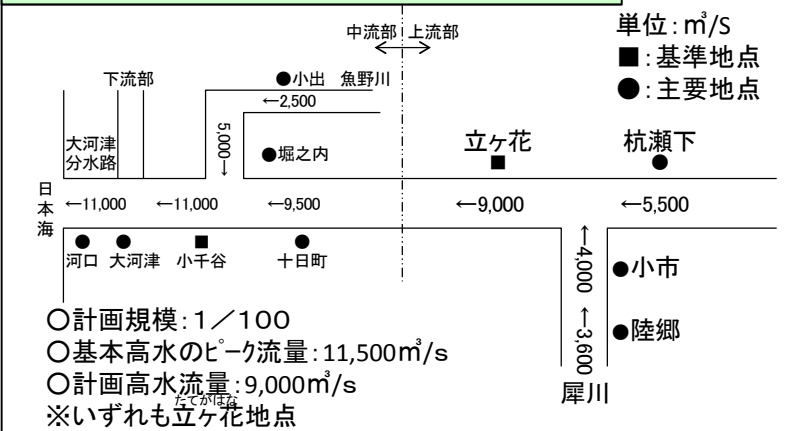 中流部 上流部
単位：㎥/S
■：基準地点
●：主要地点
下流部
●小出 魚野川
←2,500
大河津
分水路
5,000→
●堀之内
立ヶ花
■
杭瀬下
●
日本海
←11,000 ←11,000 ←9,500 ←9,000 ←5,500
● ● ■ ●
河口 大河津 小千谷 十日町
←4,000 ←3,600
●小市
●陸郷
犀川
○計画規模：１／１００
○基本高水のピーク流量：11,500㎥/s
○計画高水流量：9,000㎥/s
たてがはな
※いずれも立ヶ花地点